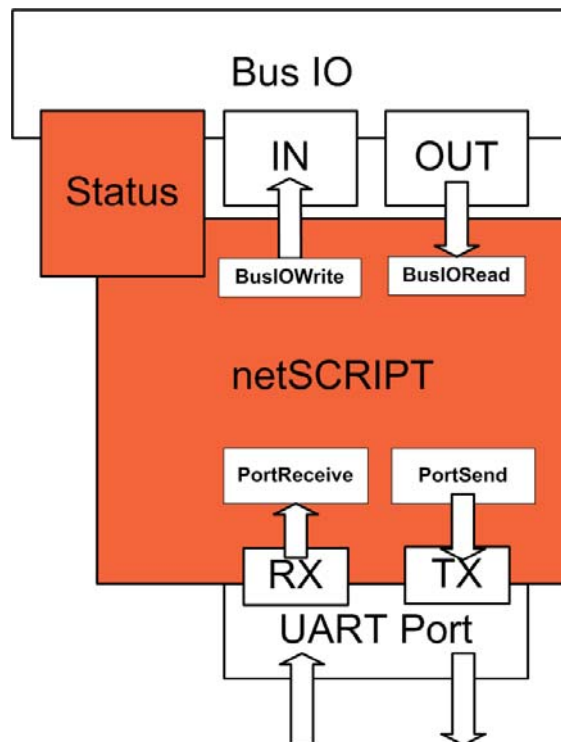 Bus IO
IN
OUT
Status
BusIOWrite
BusIORead
netSCRIPT
PortReceive
PortSend
RX
TX
UART Port